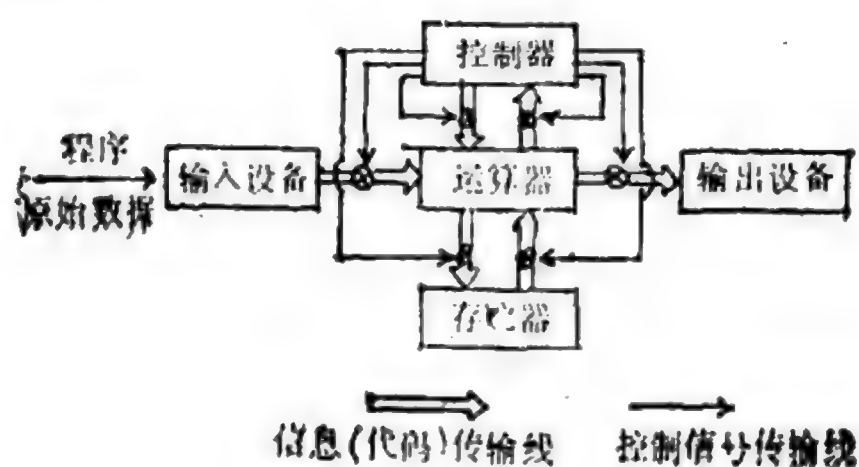 控制器
程序
原始数据
输入设备
运算器
输出设备
存贮器
信息(代码)传输线
控制信号传输线